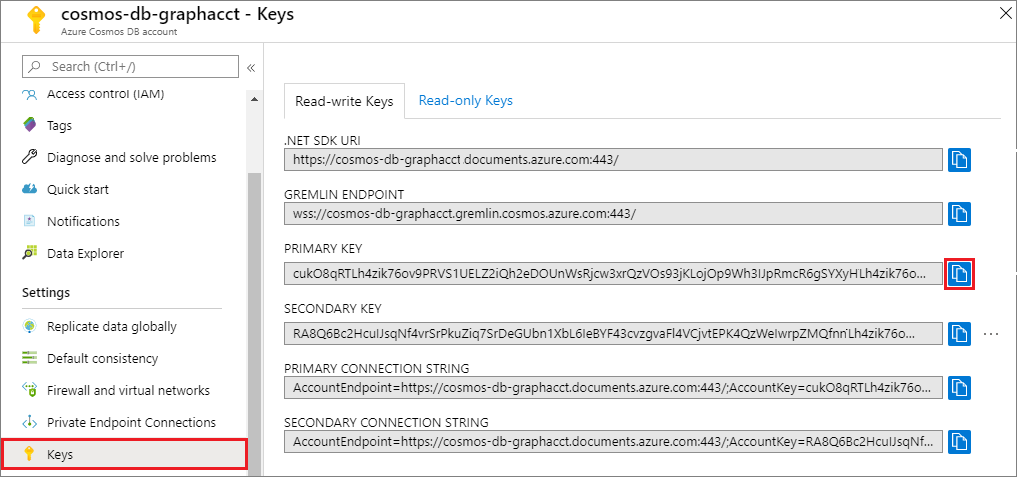 cosmos-db-graphacct - Keys
Azure Cosmos DB account
Search (Ctrl+/)
Access control (IAM)
Tags
Diagnose and solve problems
Quick start
Notifications
Data Explorer
Settings
Replicate data globally
Default consistency
Firewall and virtual networks
Private Endpoint Connections
Keys
Read-write Keys Read-only Keys
.NET SDK URI
https://cosmos-db-graphacct.documents.azure.com:443/
GREMLIN ENDPOINT
wss://cosmos-db-graphacct.gremlin.cosmos.azure.com:443/
PRIMARY KEY
cukO8qRTLh4zik76ov9PRVS1UELZ2iQh2eDOUnWsRjcw3xrQzVOs93jKLojOp9Wh3IJpRmcR6gSYXyHLh4zik76o...
SECONDARY KEY
RA8Q6Bc2HcuIJsqNf4vrSrPkuZiq7SrDeGUbn1XbL6IeBYF43cvzgvaFl4VCjvtEPK4QzWeIwrpZMQfnnLh4zik76o...
PRIMARY CONNECTION STRING
AccountEndpoint=https://cosmos-db-graphacct.documents.azure.com:443/;AccountKey=cukO8qRTLh4zik76o...
SECONDARY CONNECTION STRING
AccountEndpoint=https://cosmos-db-graphacct.documents.azure.com:443/;AccountKey=RA8Q6Bc2HcuIJsqNf...